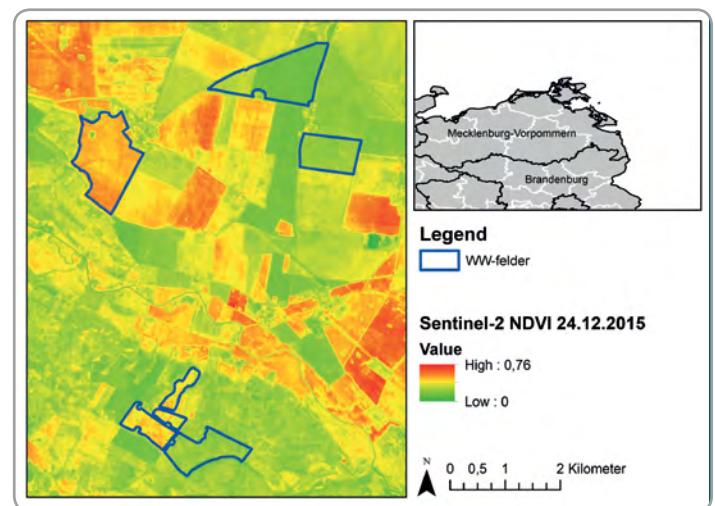 Mecklenburg-Vorpommern
Brandenburg
Legend
WW-felder
Sentinel-2 NDVI 24.12.2015
Value
High : 0,76
Low : 0
N
0 0,5 1 2 Kilometer